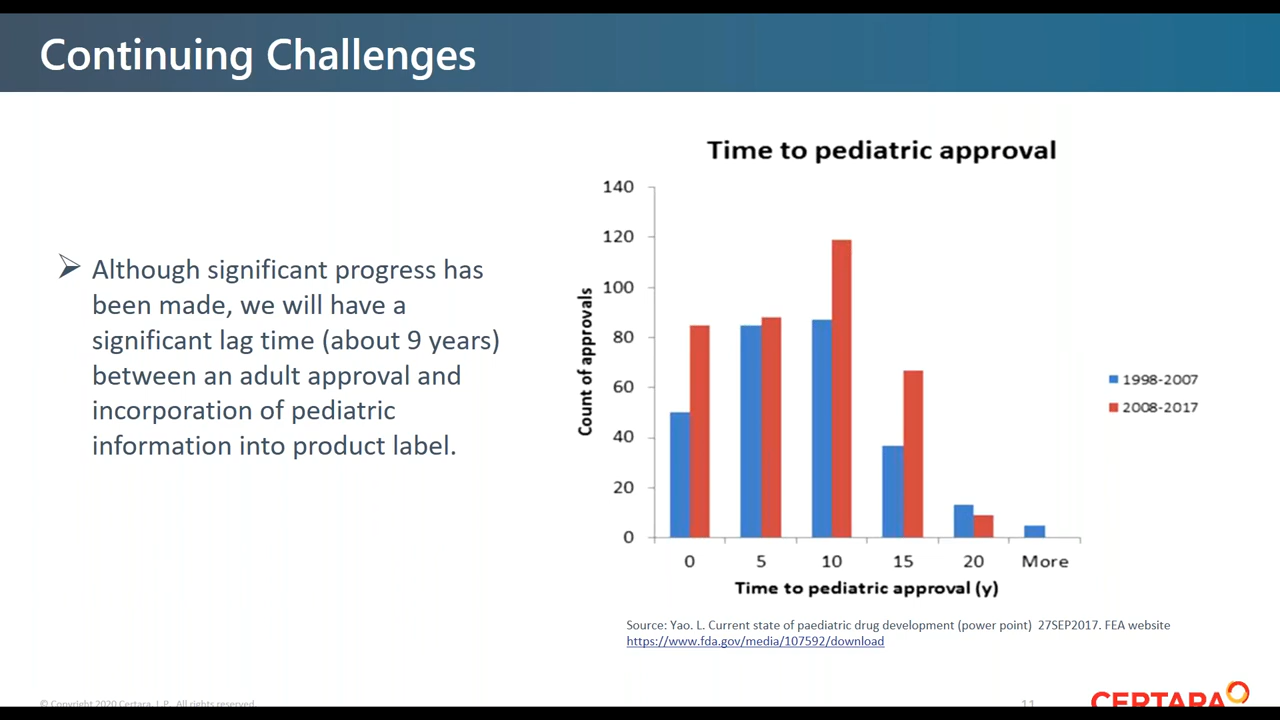 Continuing Challenges
Although significant progress has
been made, we will have a
significant lag time (about 9 years)
between an adult approval and
incorporation of pediatric
information into product label.
Time to pediatric approval
140
120
100
80
60
40
20
0
Count of approvals
0 5 10 15 20 More
Time to pediatric approval (y)
1998-2007
2008-2017
Source: Yao. L. Current state of paediatric drug development (power point) 27SEP2017. FEA website
https://www.fda.gov/media/107592/download
© Copyright 2020 Certara, L.P. All rights reserved.
11
CERTARA